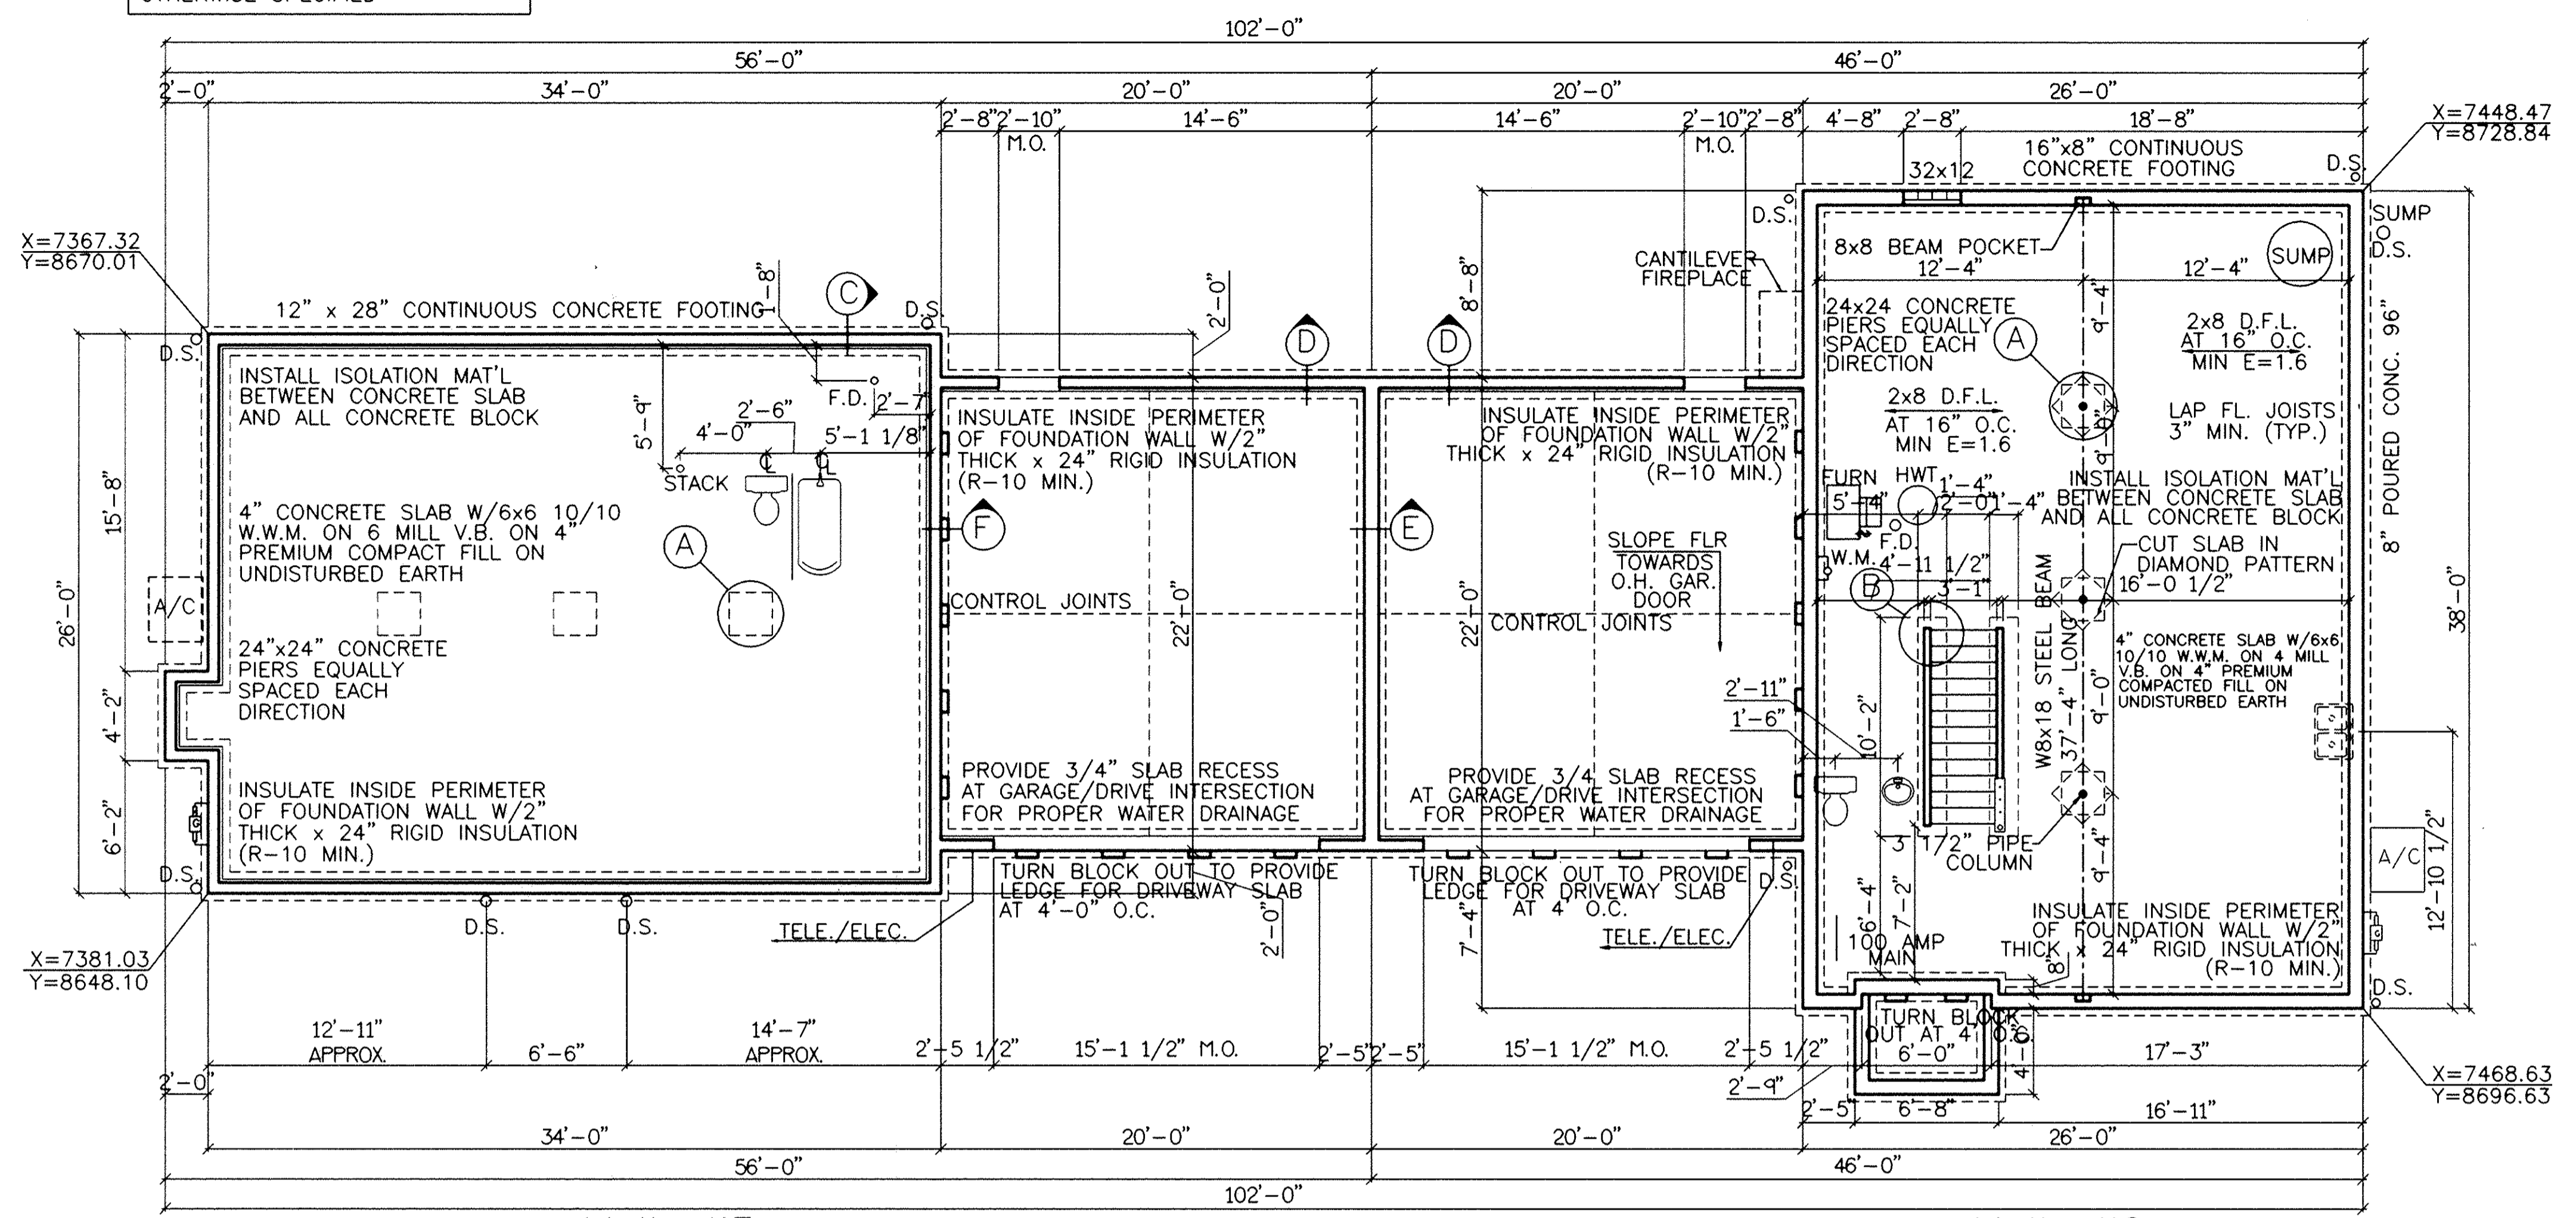 102'-0"
56'-0" 46'-0"
2'-0" 34'-0" 20'-0" 20'-0" 26'-0"
2'-8" 2'-10" 14'-6" 14'-6" 2'-10" 2'-8" 4'-8" 2'-8" 18'-8"
M.O. M.O.
X=7448.47
Y=8728.84
16"x8" CONTINUOUS
CONCRETE FOOTING
D.S.
32x12
D.S.
SUMP
D.S.
X=7367.32
Y=8670.01
8x8 BEAM POCKET
SUMP
12'-4" 12'-4"
CANTILEVER
FIREPLACE
8'-8"
1'-8"
C
2'-0"
12" x 28" CONTINUOUS CONCRETE FOOTING
D.S.
D.S.
D D
24x24 CONCRETE
PIERS EQUALLY
SPACED EACH
DIRECTION
A
9'-4"
2x8 D.F.L.
AT 16" O.C.
MIN E=1.6
8" POURED CONC. 96"
INSTALL ISOLATION MAT'L
BETWEEN CONCRETE SLAB
AND ALL CONCRETE BLOCK
5'-9"
F.D.
2'-7"
2'-6"
4'-0" 5'-1 1/8"
STACK
INSULATE INSIDE PERIMETER
OF FOUNDATION WALL W/2"
THICK x 24" RIGID INSULATION
(R-10 MIN.)
INSULATE INSIDE PERIMETER
OF FOUNDATION WALL W/2"
THICK x 24" RIGID INSULATION
(R-10 MIN.)
2x8 D.F.L.
AT 16" O.C.
MIN E=1.6
9'-0"
LAP FL. JOISTS
3" MIN. (TYP.)
15'-8"
26'-0"
4" CONCRETE SLAB W/6x6 10/10
W.W.M. ON 6 MILL V.B. ON 4"
PREMIUM COMPACT FILL ON
UNDISTURBED EARTH
A
F
E
FURN HWT
5'-4"
1'-4"
2'-0" 1'-4"
F.D.
W.M.
4'-11 1/2"
B
3'-1"
INSTALL ISOLATION MAT'L
BETWEEN CONCRETE SLAB
AND ALL CONCRETE BLOCK
CUT SLAB IN
DIAMOND PATTERN
16'-0 1/2"
38'-0"
A/C
SLOPE FLR
TOWARDS
O.H. GAR.
DOOR
CONTROL JOINTS
22'-0"
22'-0"
CONTROL JOINTS
24"x24" CONCRETE
PIERS EQUALLY
SPACED EACH
DIRECTION
W8x18 STEEL BEAM
37'-4" LONG
4" CONCRETE SLAB W/6x6
10/10 W.W.M. ON 4 MILL
V.B. ON 4" PREMIUM
COMPACTED FILL ON
UNDISTURBED EARTH
4'-2"
2'-11"
1'-6"
10'-2"
9'-0"
6'-2"
INSULATE INSIDE PERIMETER
OF FOUNDATION WALL W/2"
THICK x 24" RIGID INSULATION
(R-10 MIN.)
PROVIDE 3/4" SLAB RECESS
AT GARAGE/DRIVE INTERSECTION
FOR PROPER WATER DRAINAGE
PROVIDE 3/4 SLAB RECESS
AT GARAGE/DRIVE INTERSECTION
FOR PROPER WATER DRAINAGE
G
D.S.
3 1/2" PIPE
COLUMN
9'-4"
A/C
12'-10 1/2"
TURN BLOCK OUT TO PROVIDE
LEDGE FOR DRIVEWAY SLAB
AT 4'-0" O.C.
TURN BLOCK OUT TO PROVIDE
LEDGE FOR DRIVEWAY SLAB
AT 4' O.C.
D.S.
D.S. D.S.
TELE./ELEC.
2'-0"
7'-4"
TELE./ELEC.
6'-4"
7'-2"
100 AMP
MAIN
INSULATE INSIDE PERIMETER
OF FOUNDATION WALL W/2"
THICK x 24" RIGID INSULATION
(R-10 MIN.)
8"
G
D.S.
X=7381.03
Y=8648.10
TURN BLOCK
OUT AT 4' O.C.
12'-11"
APPROX.
6'-6"
14'-7"
APPROX.
2'-5 1/2" 15'-1 1/2" M.O. 2'-5" 2'-5" 15'-1 1/2" M.O. 2'-5 1/2" 6'-0" 17'-3"
2'-0"
2'-9"
X=7468.63
Y=8696.63
2'-5" 6'-8" 16'-11"
34'-0" 20'-0" 20'-0" 26'-0"
56'-0" 46'-0"
102'-0"